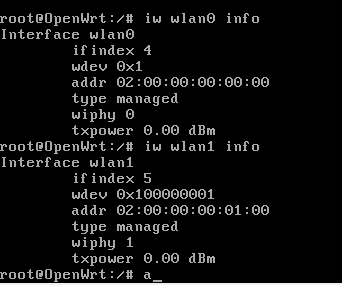 root@OpenWrt:/# iw wlan0 info
Interface wlan0
        ifindex 4
        wdev 0x1
        addr 02:00:00:00:00:00
        type managed
        wiphy 0
        txpower 0.00 dBm
root@OpenWrt:/# iw wlan1 info
Interface wlan1
        ifindex 5
        wdev 0x100000001
        addr 02:00:00:00:01:00
        type managed
        wiphy 1
        txpower 0.00 dBm
root@OpenWrt:/# a_